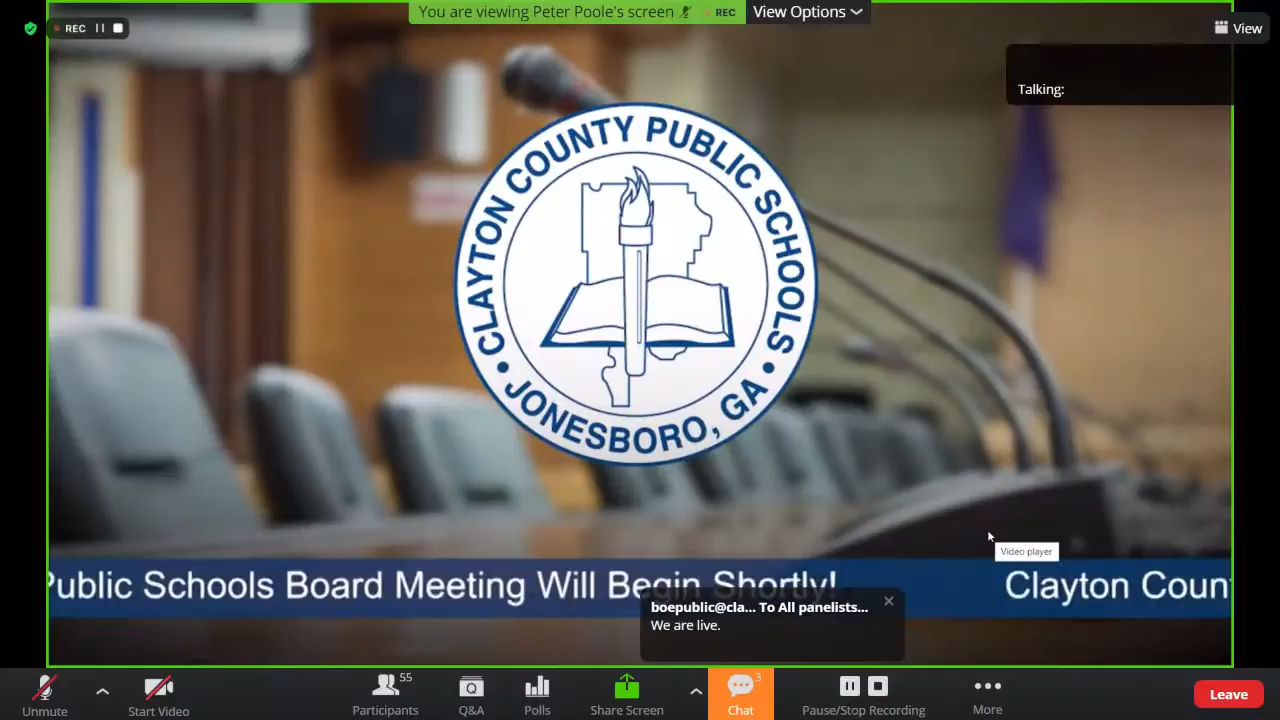 You are viewing Peter Poole's screen
REC
View Options
REC
View
Talking:
CLAYTON COUNTY PUBLIC SCHOOLS
• JONESBORO, GA •
Video player
Public Schools Board Meeting Will Begin Shortly!
Clayton Coun
boepublic@cla... To All panelists...
We are live.
Unmute
Start Video
55
Participants
Q
Q&A
Polls
Share Screen
3
Chat
Pause/Stop Recording
More
Leave